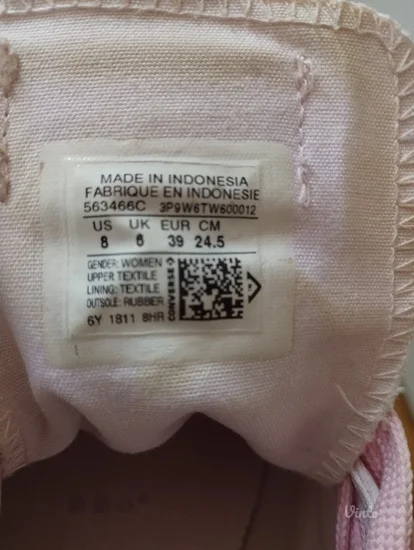 MADE IN INDONESIA
FABRIQUE EN INDONESIE
563466C 3P9W6TW600012
US UK EUR CM
8 6 39 24.5
GENDER: WOMEN
UPPER: TEXTILE
LINING: TEXTILE
OUTSOLE: RUBBER
CONVERSE
6Y 1811 8HR